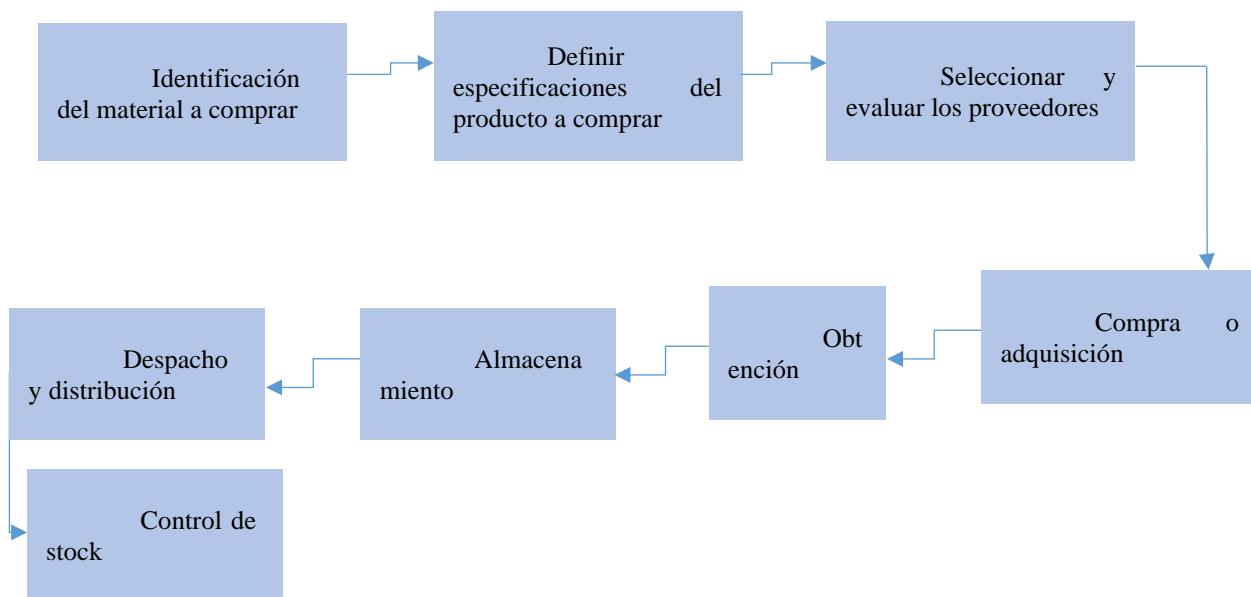 Identificación
del material a comprar
Definir
especificaciones del
producto a comprar
Seleccionar y
evaluar los proveedores
Compra o
adquisición
Obt
ención
Almacena
miento
Despacho
y distribución
Control de
stock